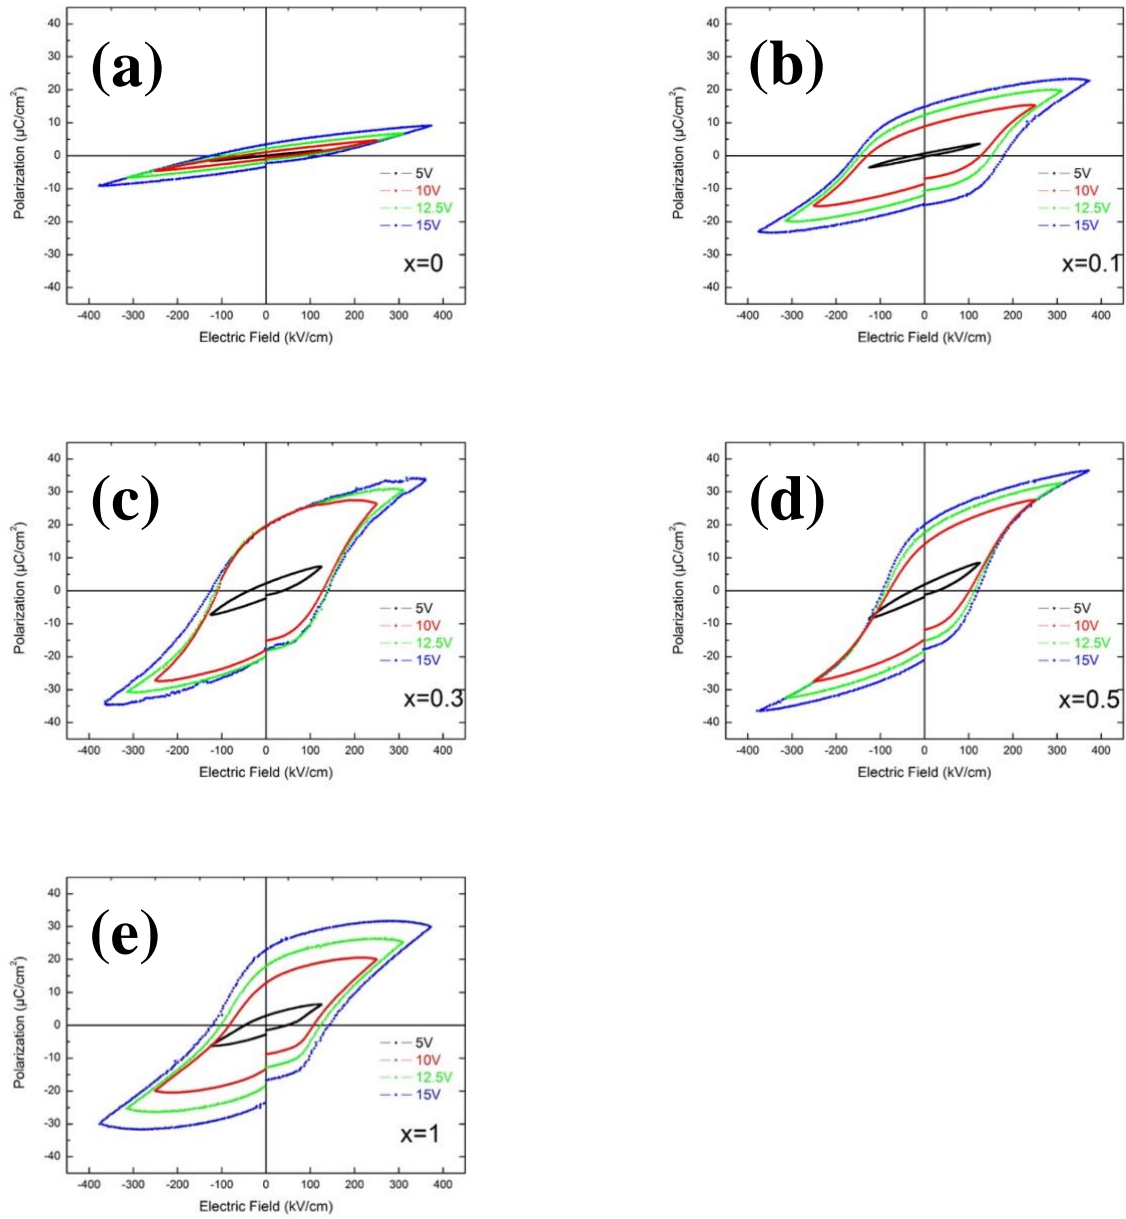 (a)
40
30
20
10
0
-10
-20
-30
-40
Polarization (μC/cm²)
5V
10V
12.5V
15V
x=0
-400 -300 -200 -100 0 100 200 300 400
Electric Field (kV/cm)
(b)
40
30
20
10
0
-10
-20
-30
-40
Polarization (μC/cm²)
5V
10V
12.5V
15V
x=0.1
-400 -300 -200 -100 0 100 200 300 400
Electric Field (kV/cm)
(c)
40
30
20
10
0
-10
-20
-30
-40
Polarization (μC/cm²)
5V
10V
12.5V
15V
x=0.3
-400 -300 -200 -100 0 100 200 300 400
Electric Field (kV/cm)
(d)
40
30
20
10
0
-10
-20
-30
-40
Polarization (μC/cm²)
5V
10V
12.5V
15V
x=0.5
-400 -300 -200 -100 0 100 200 300 400
Electric Field (kV/cm)
(e)
40
30
20
10
0
-10
-20
-30
-40
Polarization (μC/cm²)
5V
10V
12.5V
15V
x=1
-400 -300 -200 -100 0 100 200 300 400
Electric Field (kV/cm)